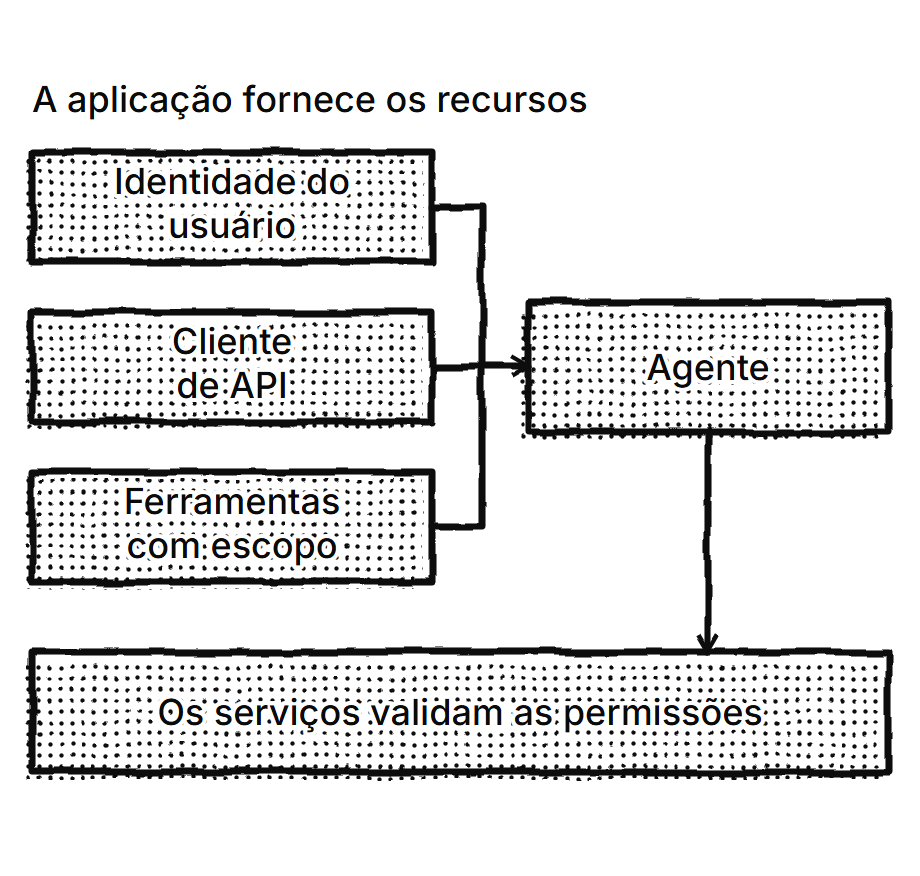 A aplicação fornece os recursos
Identidade do
usuário
Cliente
de API
Ferramentas
com escopo
Agente
Os serviços validam as permissões